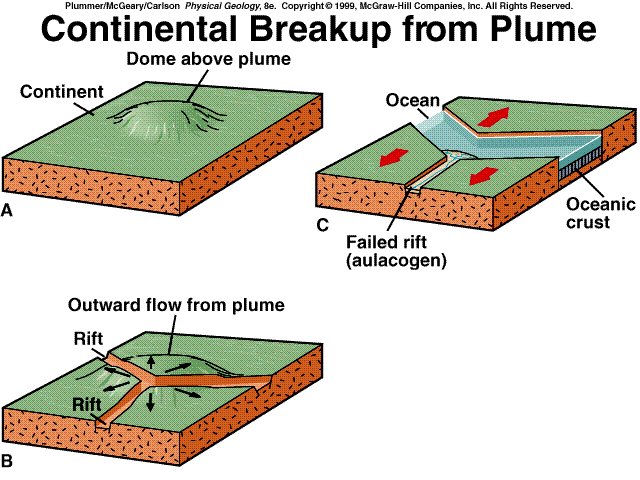 Plummer/McGeary/Carlson Physical Geology, 8e. Copyright © 1999, McGraw-Hill Companies, Inc. All Rights Reserved.
Continental Breakup from Plume
Dome above plume
Continent
A
Ocean
Oceanic
crust
Failed rift
(aulacogen)
C
Outward flow from plume
Rift
Rift
B